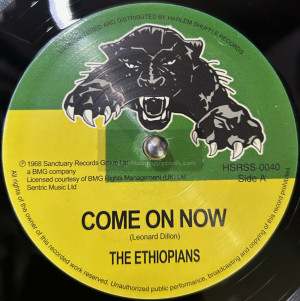 AND DISTRIBUTED BY HARLEM SHUFFLE RECORDS
℗ 1968 Sanctuary Records Group Ltd
a BMG company
Licensed courtesy of BMG Rights Management (UK) Ltd
Sentric Music Ltd
HSRSS-0040
Side A
COME ON NOW
(Leonard Dillon)
THE ETHIOPIANS
All rights of the owner of this recorded work reserved. Unauthorized public performance, broadcasting and copying of this record prohibited.